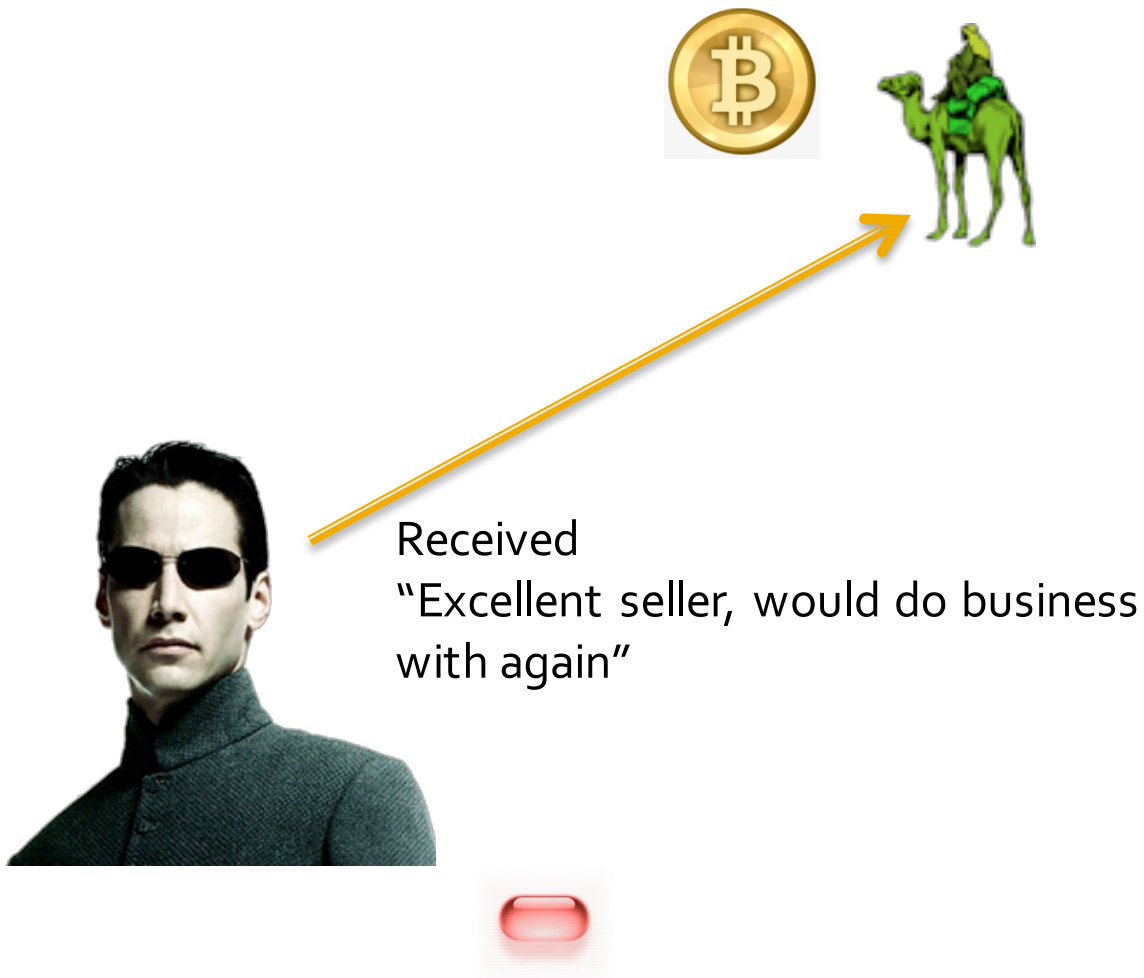 Received
“Excellent seller, would do business
with again”